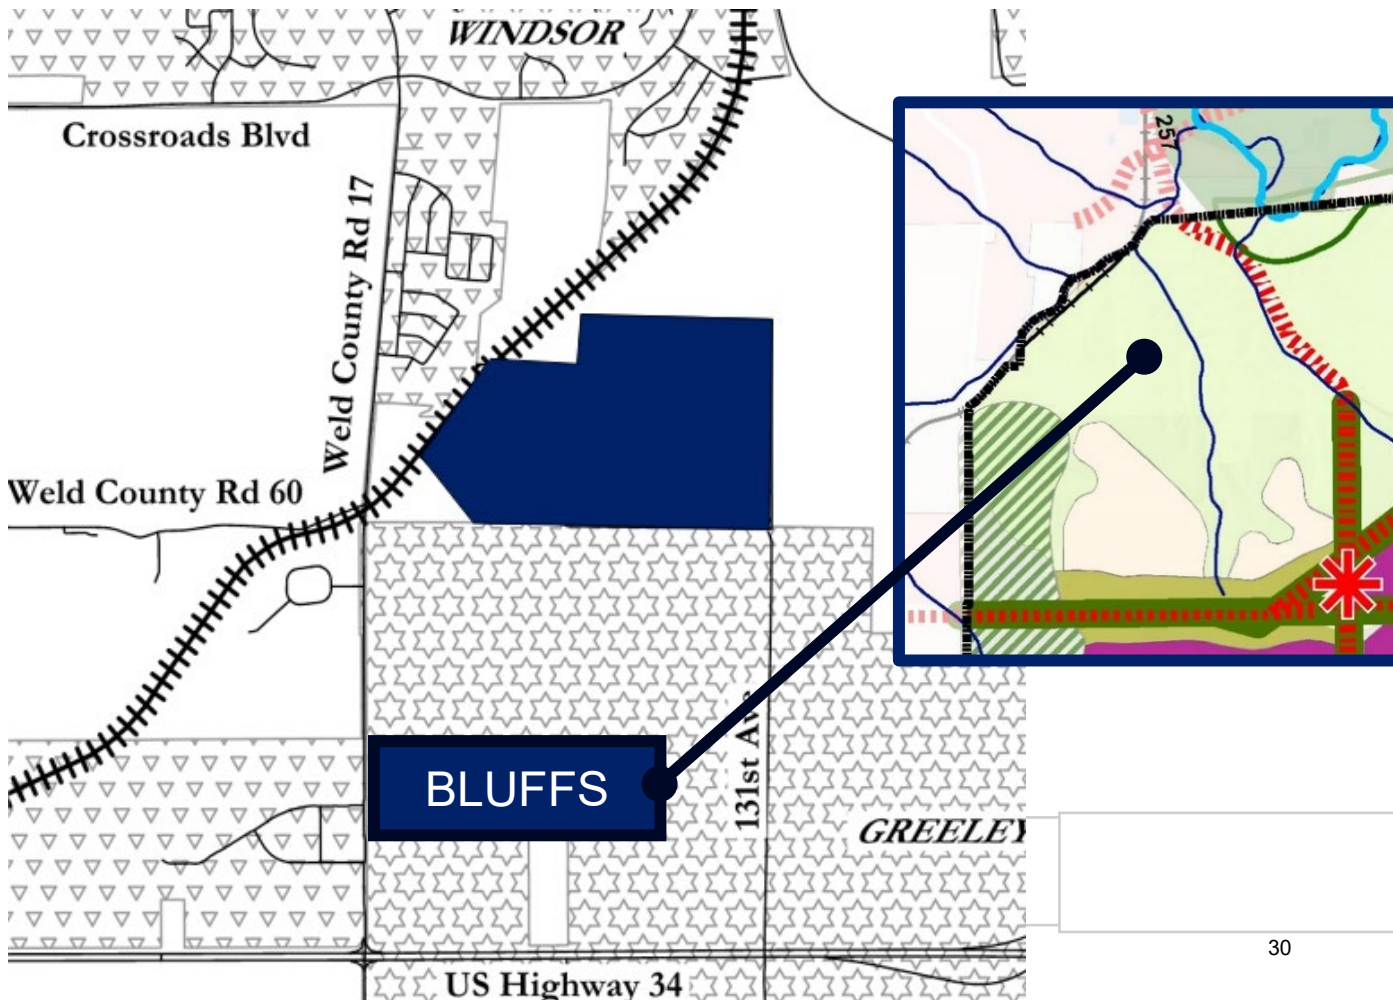 WINDSOR
Crossroads Blvd
257
Weld County Rd 17
Weld County Rd 60
BLUFFS
131st Ave
GREELEY
30
US Highway 34